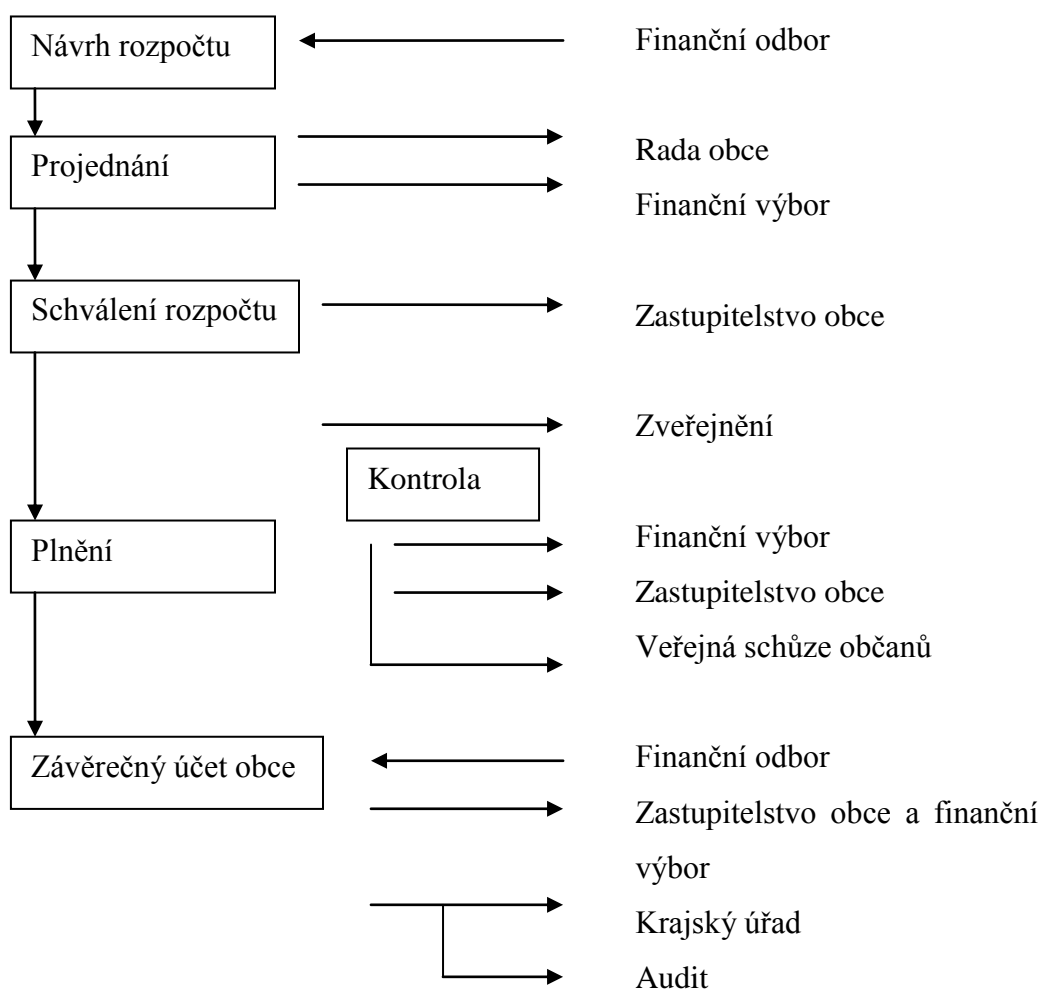 Návrh rozpočtu
Finanční odbor
Projednání
Rada obce
Finanční výbor
Schválení rozpočtu
Zastupitelstvo obce
Zveřejnění
Kontrola
Plnění
Finanční výbor
Zastupitelstvo obce
Veřejná schůze občanů
Závěrečný účet obce
Finanční odbor
Zastupitelstvo obce a finanční
výbor
Krajský úřad
Audit